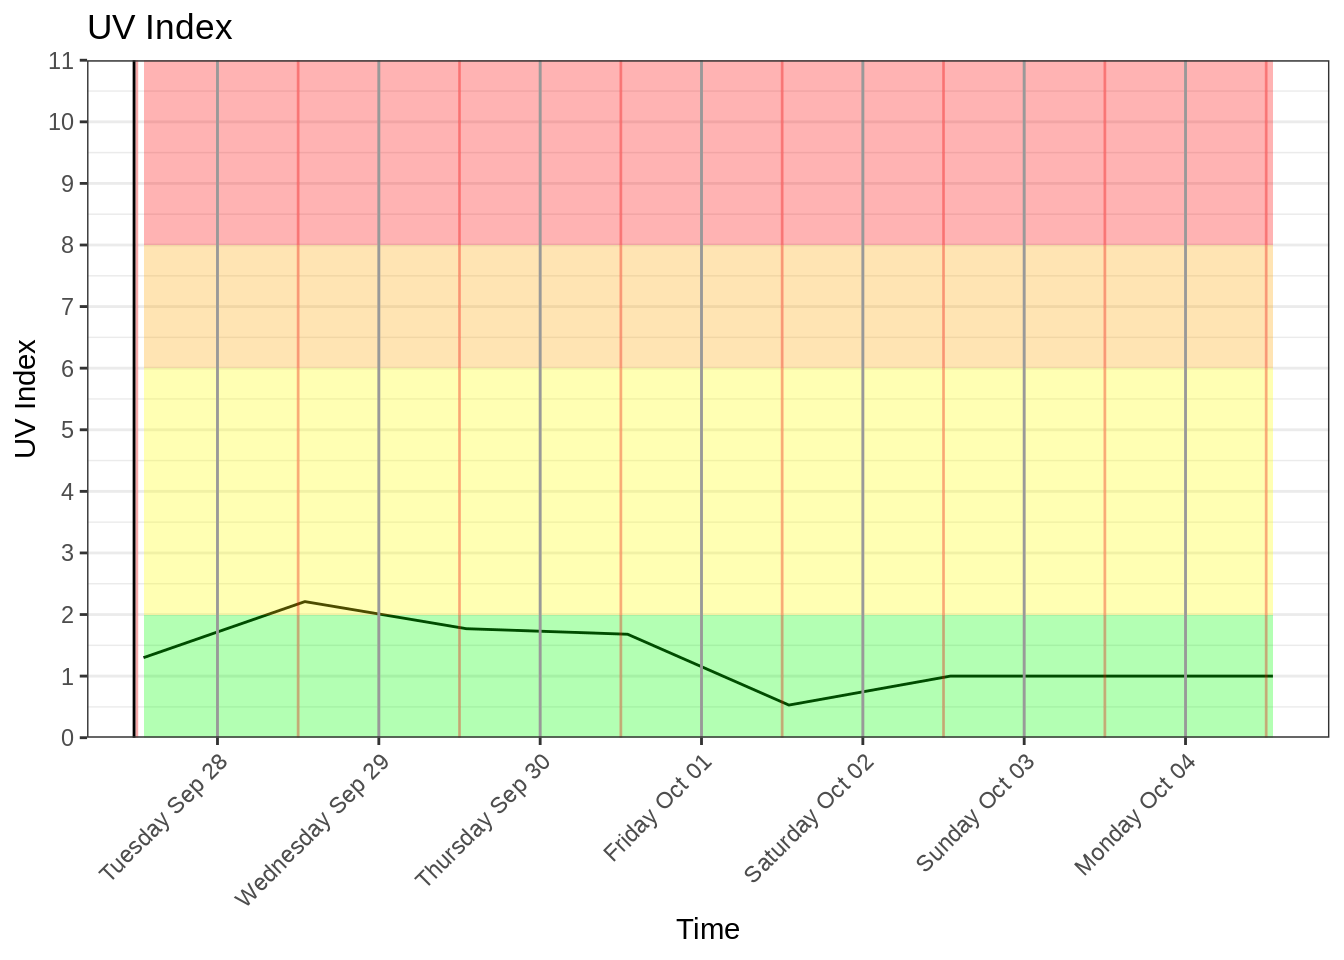 UV Index
11
10
9
8
7
6
5
4
3
2
1
0
UV Index
Tuesday Sep 28
Wednesday Sep 29
Thursday Sep 30
Friday Oct 01
Saturday Oct 02
Sunday Oct 03
Monday Oct 04
Time